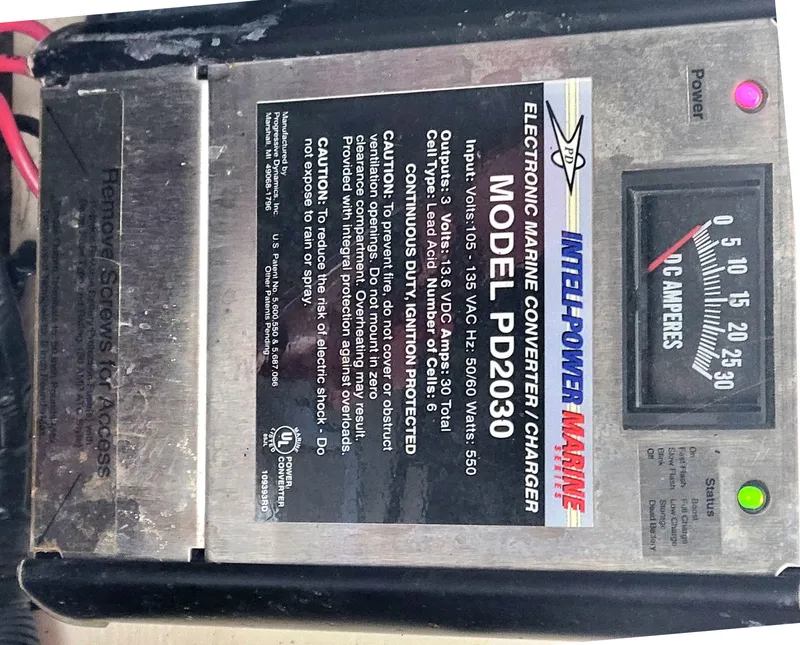 Power
0 5 10 15 20 25 30
DC AMPERES
Status
On Boost
Fast Flash Full Charge
Slow Flash Low Charge
Blink Storage
Off Dead Battery
PD
INTELI-POWER MARINE
SERIES
ELECTRONIC MARINE CONVERTER / CHARGER
MODEL PD2030
Input: Volts:105 - 135 VAC Hz: 50/60 Watts: 550
Outputs: 3 Volts: 13.6 VDC Amps: 30 Total
Cell Type: Lead Acid Number of Cells: 6
CONTINUOUS DUTY, IGNITION PROTECTED
CAUTION: To prevent fire, do not cover or obstruct
ventilation openings. Do not mount in zero
clearance compartment. Overheating may result.
Provided with integral protection against overloads.
CAUTION: To reduce the risk of electric shock - Do
not expose to rain or spray.
Manufactured by
Progressive Dynamics, Inc.
Marshall, MI 49068-1796
U.S. Patent No. 5,600,550 & 5,687,066
Other Patents Pending
MARINE
UL
LISTED
POWER
CONVERTER
109393RO
Remove Screws for Access